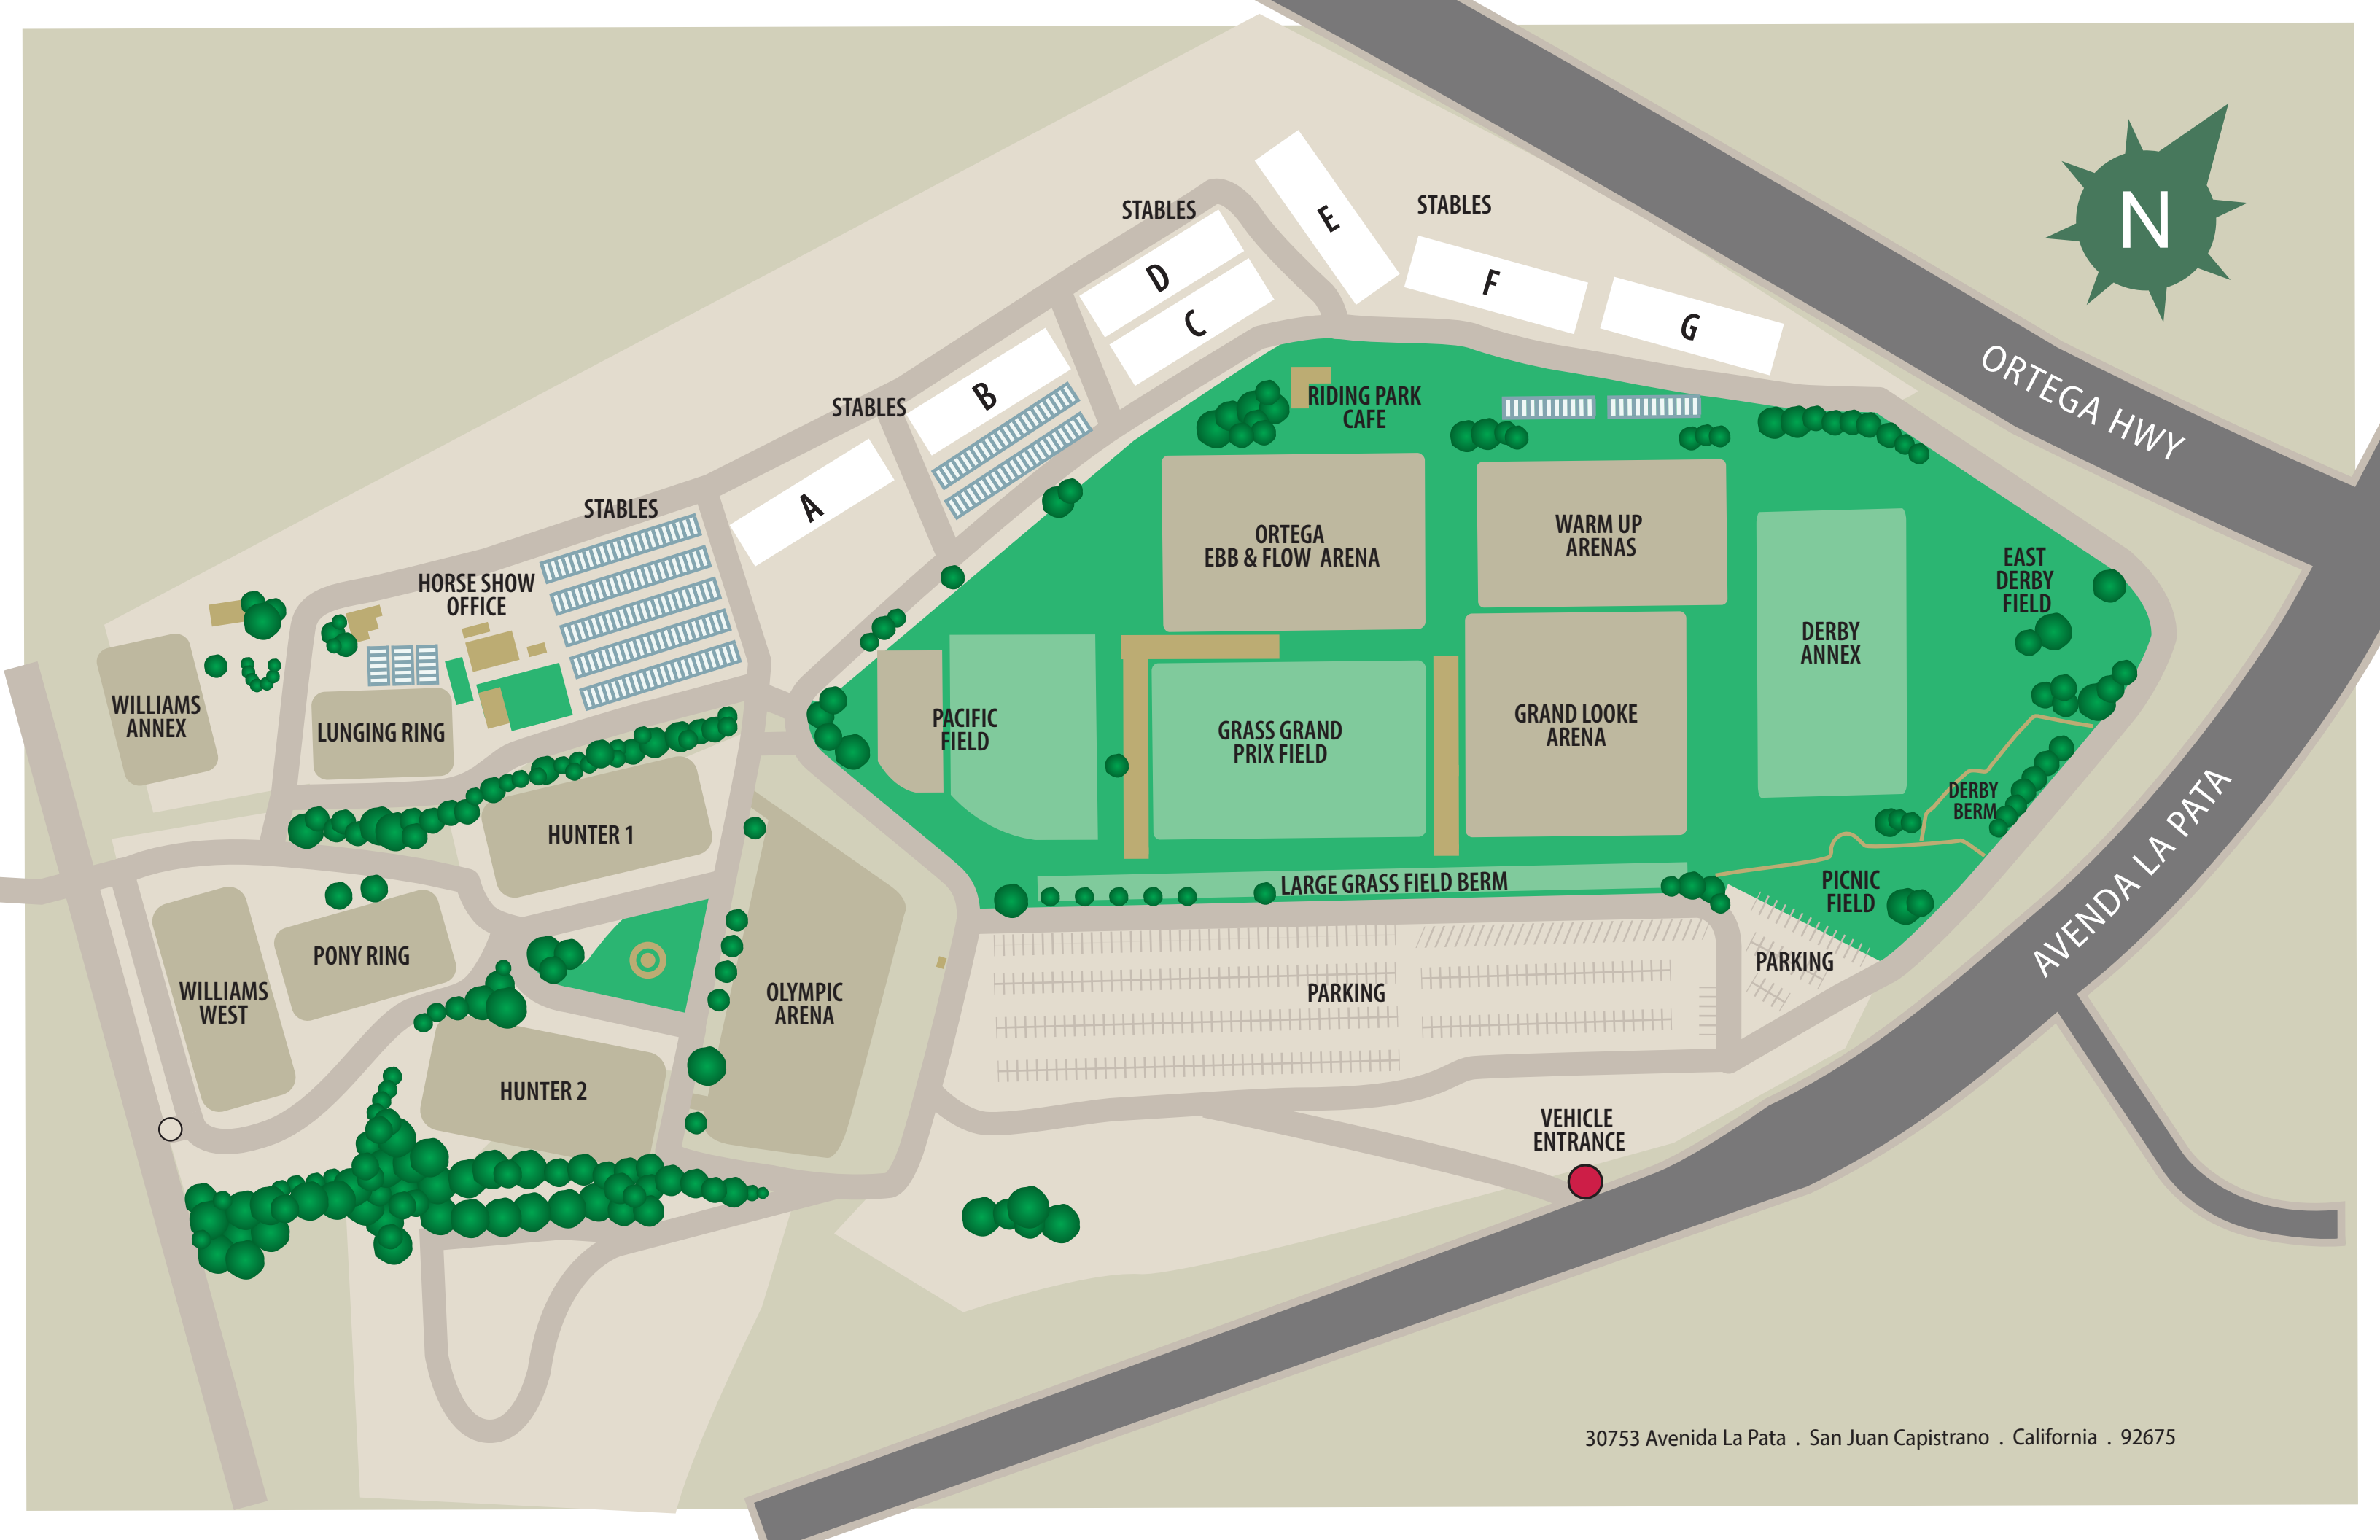 STABLES
E
STABLES
N
D
F
C
G
ORTEGA HWY
B
STABLES
RIDING PARK
CAFE
A
STABLES
ORTEGA
EBB & FLOW ARENA
WARM UP
ARENAS
EAST
DERBY
FIELD
HORSE SHOW
OFFICE
DERBY
ANNEX
WILLIAMS
ANNEX
LUNGING RING
PACIFIC
FIELD
GRASS GRAND
PRIX FIELD
GRAND LOOKE
ARENA
DERBY
BERM
HUNTER 1
AVENDA LA PATA
LARGE GRASS FIELD BERM
PICNIC
FIELD
PONY RING
PARKING
WILLIAMS
WEST
OLYMPIC
ARENA
PARKING
HUNTER 2
VEHICLE
ENTRANCE
30753 Avenida La Pata . San Juan Capistrano . California . 92675